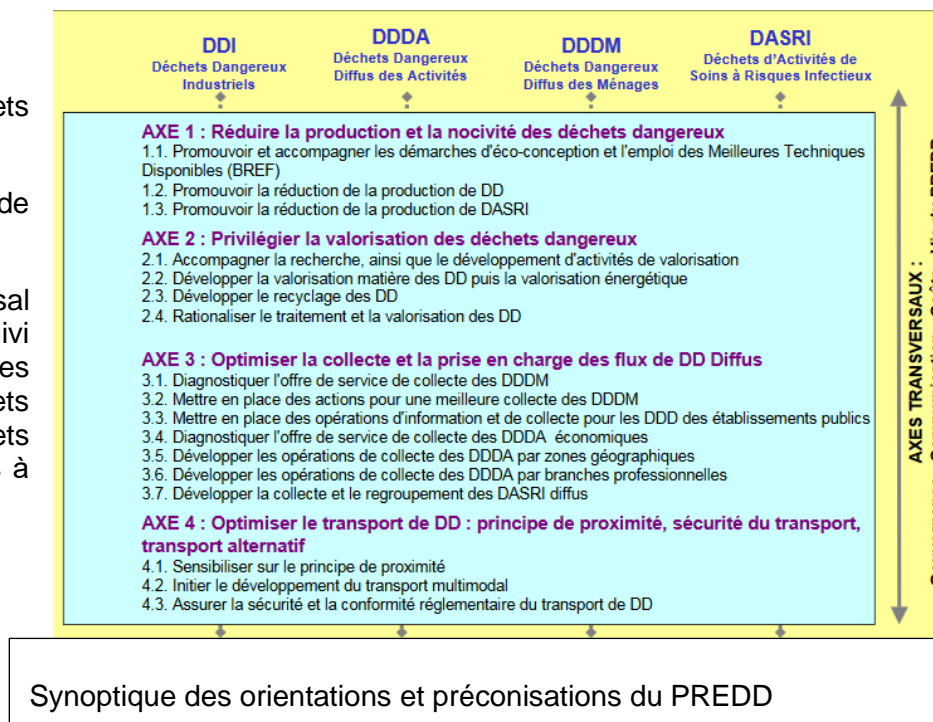 ets
de
sal
ivi
es
ets
ets
à
DDI
Déchets Dangereux
Industriels
DDDA
Déchets Dangereux
Diffus des Activités
DDDM
Déchets Dangereux
Diffus des Ménages
DASRI
Déchets d'Activités de
Soins à Risques Infectieux
AXE 1 : Réduire la production et la nocivité des déchets dangereux
1.1. Promouvoir et accompagner les démarches d'éco-conception et l'emploi des Meilleures Techniques
Disponibles (BREF)
1.2. Promouvoir la réduction de la production de DD
1.3. Promouvoir la réduction de la production de DASRI
AXE 2 : Privilégier la valorisation des déchets dangereux
2.1. Accompagner la recherche, ainsi que le développement d'activités de valorisation
2.2. Développer la valorisation matière des DD puis la valorisation énergétique
2.3. Développer le recyclage des DD
2.4. Rationaliser le traitement et la valorisation des DD
AXE 3 : Optimiser la collecte et la prise en charge des flux de DD Diffus
3.1. Diagnostiquer l'offre de service de collecte des DDDM
3.2. Mettre en place des actions pour une meilleure collecte des DDDM
3.3. Mettre en place des opérations d'information et de collecte pour les DDD des établissements publics
3.4. Diagnostiquer l'offre de service de collecte des DDDA économiques
3.5. Développer les opérations de collecte des DDDA par zones géographiques
3.6. Développer les opérations de collecte des DDDA par branches professionnelles
3.7. Développer la collecte et le regroupement des DASRI diffus
AXE 4 : Optimiser le transport de DD : principe de proximité, sécurité du transport,
transport alternatif
4.1. Sensibiliser sur le principe de proximité
4.2. Initier le développement du transport multimodal
4.3. Assurer la sécurité et la conformité réglementaire du transport de DD
AXES TRANSVERSAUX :
Synoptique des orientations et préconisations du PREDD